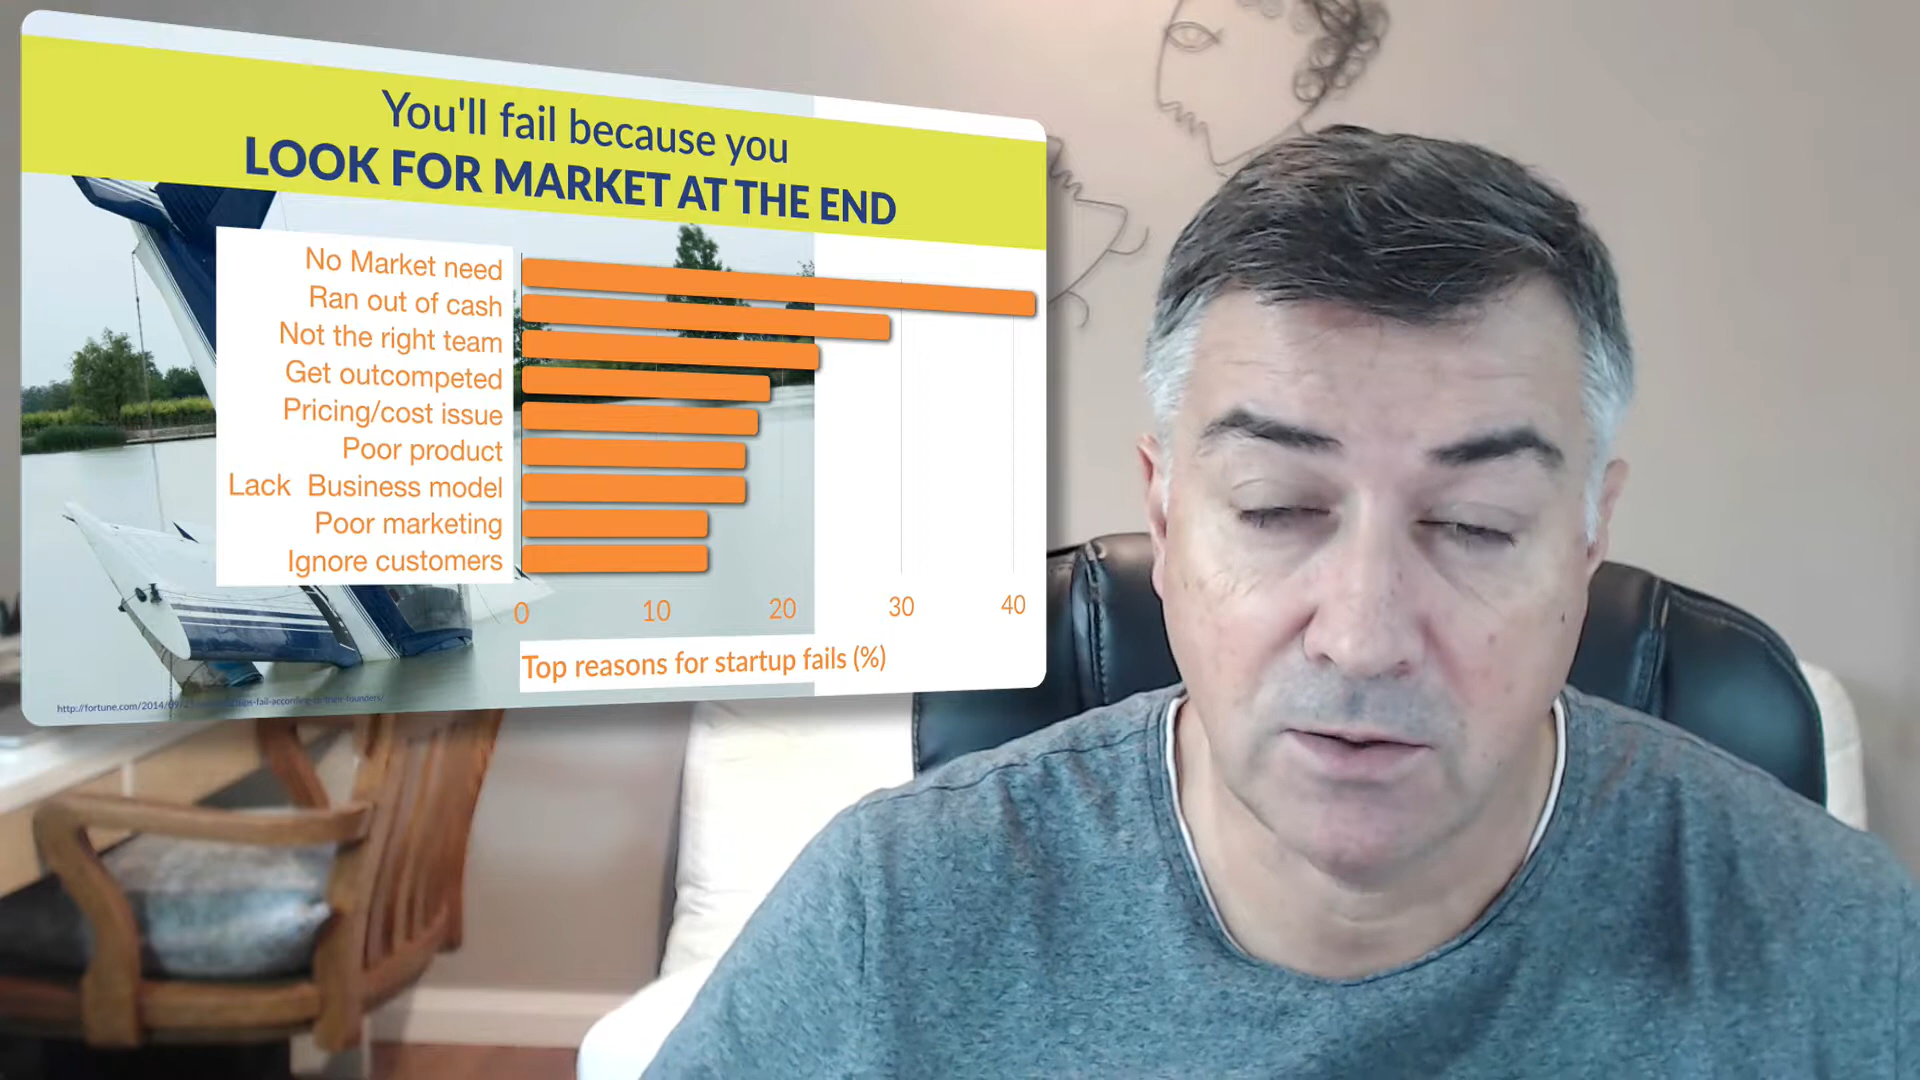 You'll fail because you
LOOK FOR MARKET AT THE END
No Market need
Ran out of cash
Not the right team
Get outcompeted
Pricing/cost issue
Poor product
Lack Business model
Poor marketing
Ignore customers
0 10 20 30 40
Top reasons for startup fails (%)